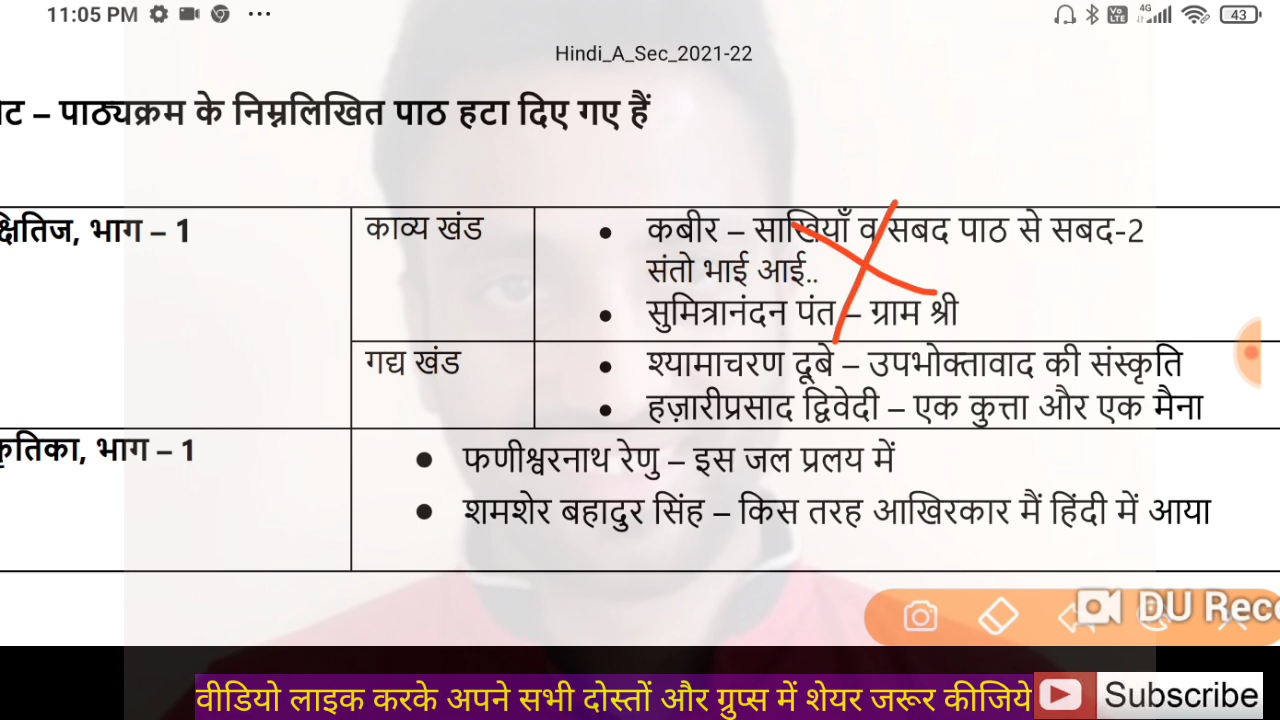 11:05 PM
43
Hindi_A_Sec_2021-22
ट – पाठ्यक्रम के निम्नलिखित पाठ हटा दिए गए हैं
क्षितिज, भाग – 1
काव्य खंड
कबीर – साखियाँ व सबद पाठ से सबद-2
संतो भाई आई..
सुमित्रानंदन पंत – ग्राम श्री
गद्य खंड
श्यामाचरण दूबे – उपभोक्तावाद की संस्कृति
हज़ारीप्रसाद द्विवेदी – एक कुत्ता और एक मैना
कृतिका, भाग – 1
फणीश्वरनाथ रेणु – इस जल प्रलय में
शमशेर बहादुर सिंह – किस तरह आखिरकार मैं हिंदी में आया
DU Reco
वीडियो लाइक करके अपने सभी दोस्तों और ग्रुप्स में शेयर जरूर कीजिये
Subscribe